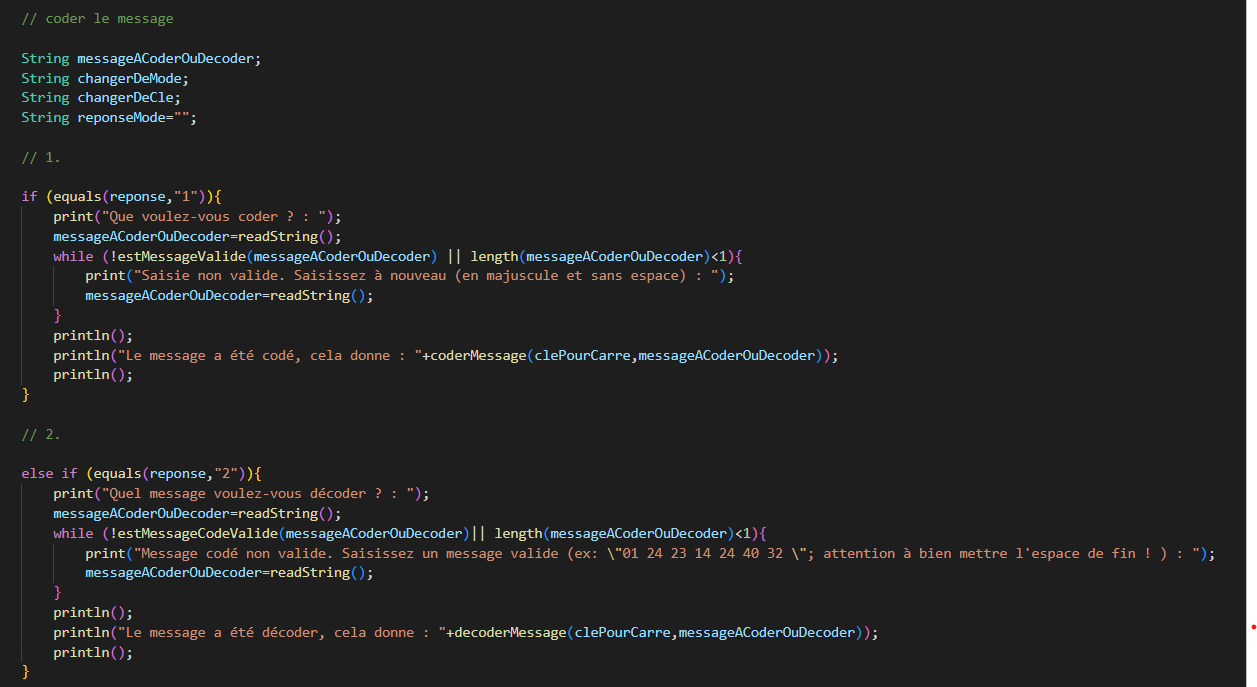 // coder le message
String messageACoderOuDecoder;
String changerDeMode;
String changerDeCle;
String reponseMode="";
// 1.
if (equals(reponse,"1")){
print("Que voulez-vous coder ? : ");
messageACoderOuDecoder=readString();
while (!estMessageValide(messageACoderOuDecoder) || length(messageACoderOuDecoder)<1){
print("Saisie non valide. Saisissez à nouveau (en majuscule et sans espace) : ");
messageACoderOuDecoder=readString();
}
println();
println("Le message a été codé, cela donne : "+coderMessage(clePourCarre,messageACoderOuDecoder));
println();
}
// 2.
else if (equals(reponse,"2")){
print("Quel message voulez-vous décoder ? : ");
messageACoderOuDecoder=readString();
while (!estMessageCodeValide(messageACoderOuDecoder)|| length(messageACoderOuDecoder)<1){
print("Message codé non valide. Saisissez un message valide (ex: \"01 24 23 14 24 40 32 \"; attention à bien mettre l'espace de fin ! ) : ");
messageACoderOuDecoder=readString();
}
println();
println("Le message a été décoder, cela donne : "+decoderMessage(clePourCarre,messageACoderOuDecoder));
println();
}